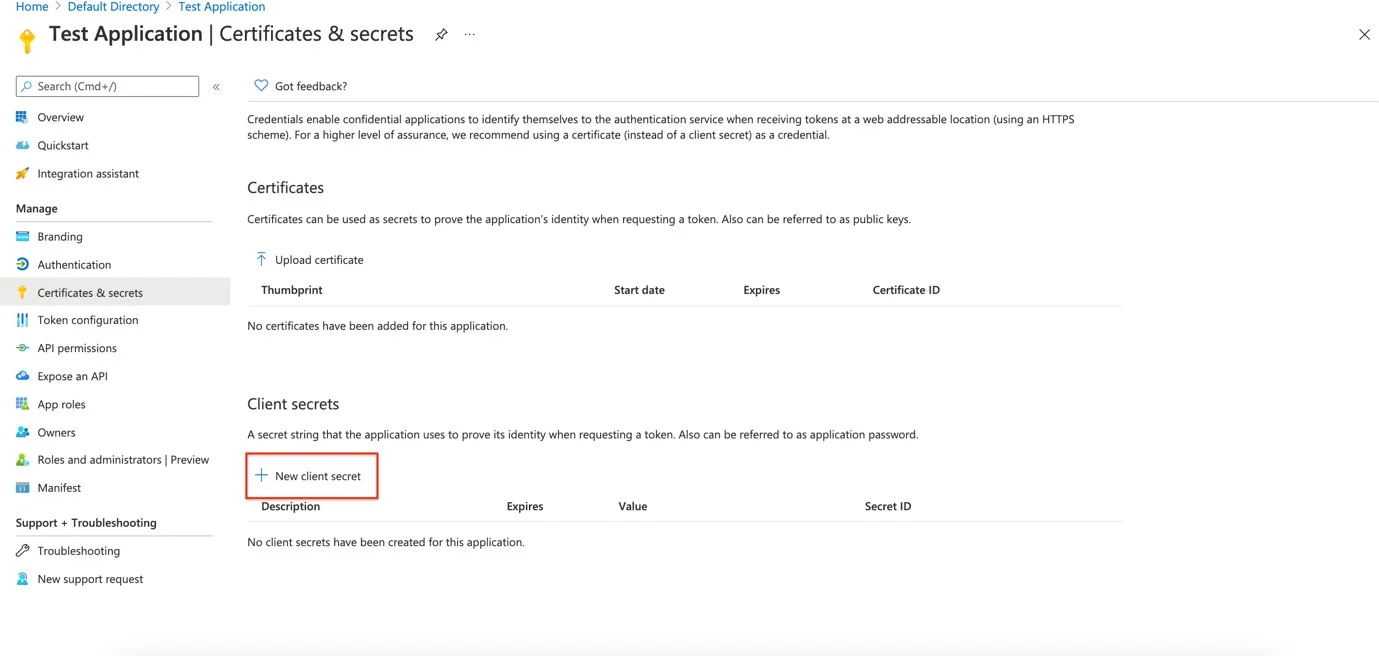 Home > Default Directory > Test Application
Test Application | Certificates & secrets
Search (Cmd+/)
Overview
Quickstart
Integration assistant
Manage
Branding
Authentication
Certificates & secrets
Token configuration
API permissions
Expose an API
App roles
Owners
Roles and administrators | Preview
Manifest
Support + Troubleshooting
Troubleshooting
New support request
Got feedback?
Credentials enable confidential applications to identify themselves to the authentication service when receiving tokens at a web addressable location (using an HTTPS
scheme). For a higher level of assurance, we recommend using a certificate (instead of a client secret) as a credential.
Certificates
Certificates can be used as secrets to prove the application's identity when requesting a token. Also can be referred to as public keys.
Upload certificate
Thumbprint Start date Expires Certificate ID
No certificates have been added for this application.
Client secrets
A secret string that the application uses to prove its identity when requesting a token. Also can be referred to as application password.
New client secret
Description Expires Value Secret ID
No client secrets have been created for this application.